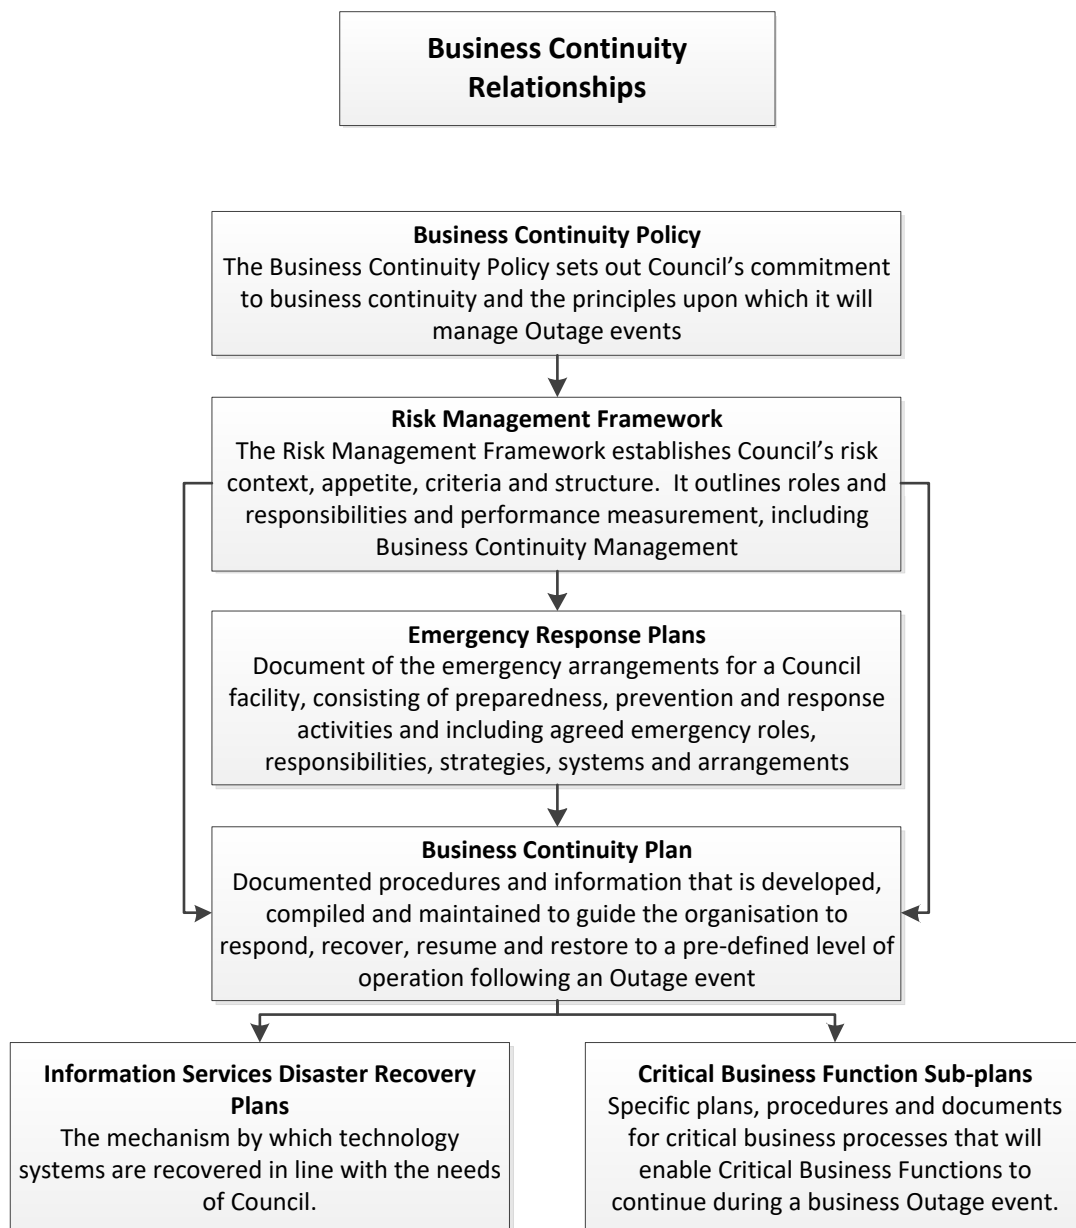 Business Continuity
Relationships
Business Continuity Policy
The Business Continuity Policy sets out Council’s commitment
to business continuity and the principles upon which it will
manage Outage events
Risk Management Framework
The Risk Management Framework establishes Council’s risk
context, appetite, criteria and structure.  It outlines roles and
responsibilities and performance measurement, including
Business Continuity Management
Emergency Response Plans
Document of the emergency arrangements for a Council
facility, consisting of preparedness, prevention and response
activities and including agreed emergency roles,
responsibilities, strategies, systems and arrangements
Business Continuity Plan
Documented procedures and information that is developed,
compiled and maintained to guide the organisation to
respond, recover, resume and restore to a pre-defined level of
operation following an Outage event
Information Services Disaster Recovery
Plans
The mechanism by which technology
systems are recovered in line with the needs
of Council.
Critical Business Function Sub-plans
Specific plans, procedures and documents
for critical business processes that will
enable Critical Business Functions to
continue during a business Outage event.